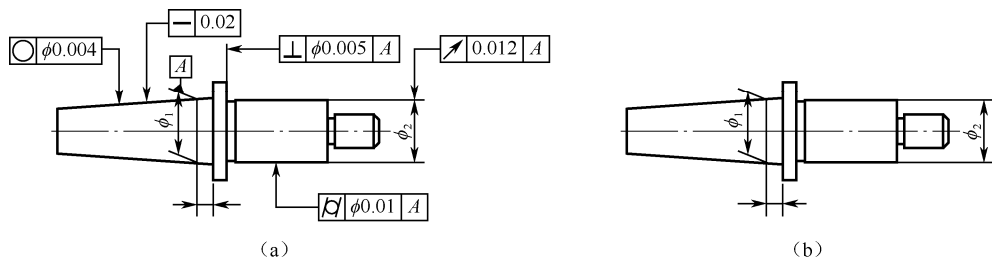 — 0.02
○ ϕ0.004
⊥ ϕ0.005 A
↗ 0.012 A
A
ϕ₁
ϕ₂
ϕ₁
ϕ₂
⌭ ϕ0.01 A
(a)
(b)